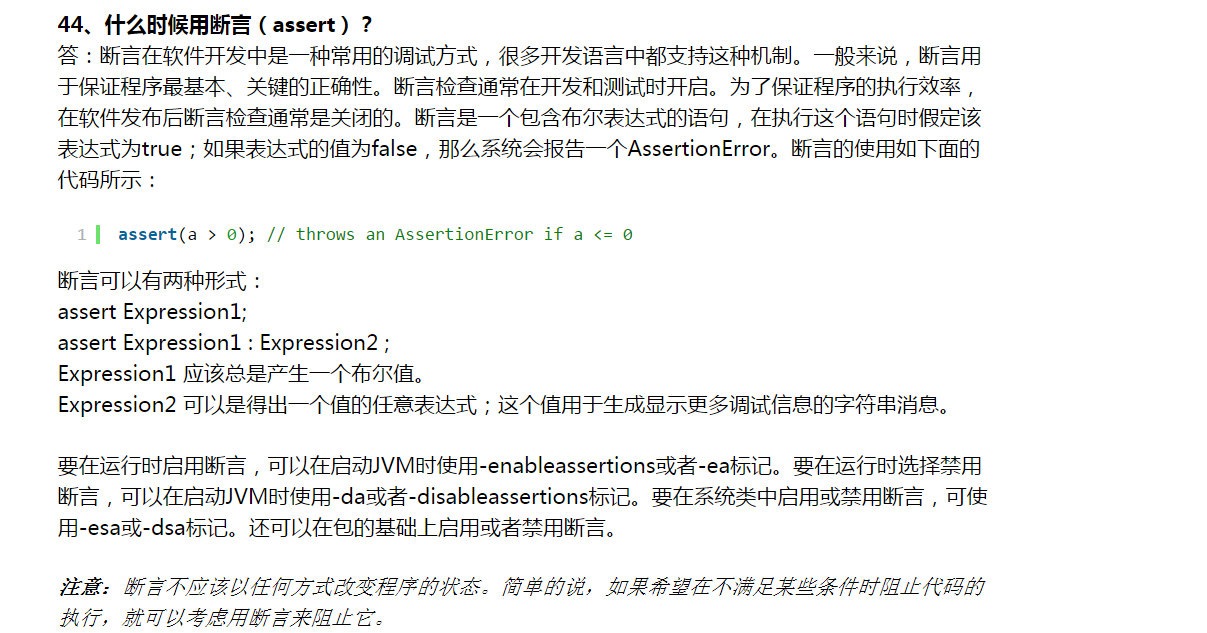 44、什么时候用断言（assert）？
答：断言在软件开发中是一种常用的调试方式，很多开发语言中都支持这种机制。一般来说，断言用
于保证程序最基本、关键的正确性。断言检查通常在开发和测试时开启。为了保证程序的执行效率，
在软件发布后断言检查通常是关闭的。断言是一个包含布尔表达式的语句，在执行这个语句时假定该
表达式为true；如果表达式的值为false，那么系统会报告一个AssertionError。断言的使用如下面的
代码所示：
1 assert(a > 0); // throws an AssertionError if a <= 0
断言可以有两种形式：
assert Expression1;
assert Expression1 : Expression2 ;
Expression1 应该总是产生一个布尔值。
Expression2 可以是得出一个值的任意表达式；这个值用于生成显示更多调试信息的字符串消息。
要在运行时启用断言，可以在启动JVM时使用-enableassertions或者-ea标记。要在运行时选择禁用
断言，可以在启动JVM时使用-da或者-disableassertions标记。要在系统类中启用或禁用断言，可使
用-esa或-dsa标记。还可以在包的基础上启用或者禁用断言。
注意：断言不应该以任何方式改变程序的状态。简单的说，如果希望在不满足某些条件时阻止代码的
执行，就可以考虑用断言来阻止它。